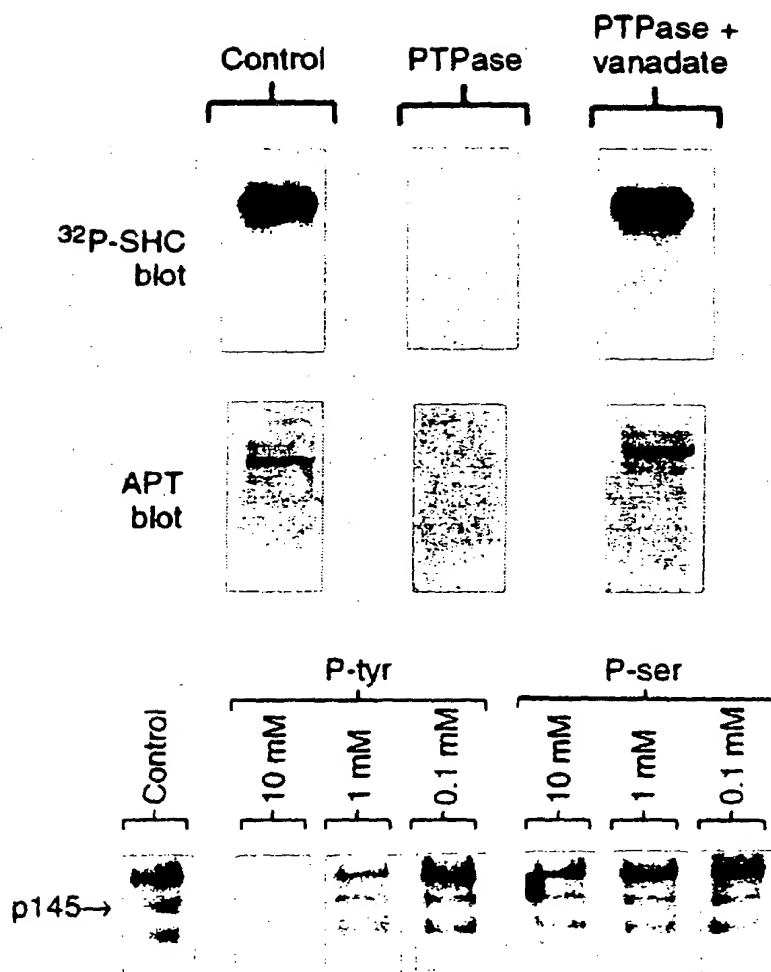 Control
PTPase
PTPase +
vanadate
32P-SHC
blot
APT
blot
P-tyr
P-ser
Control
10 mM
1 mM
0.1 mM
10 mM
1 mM
0.1 mM
p145→